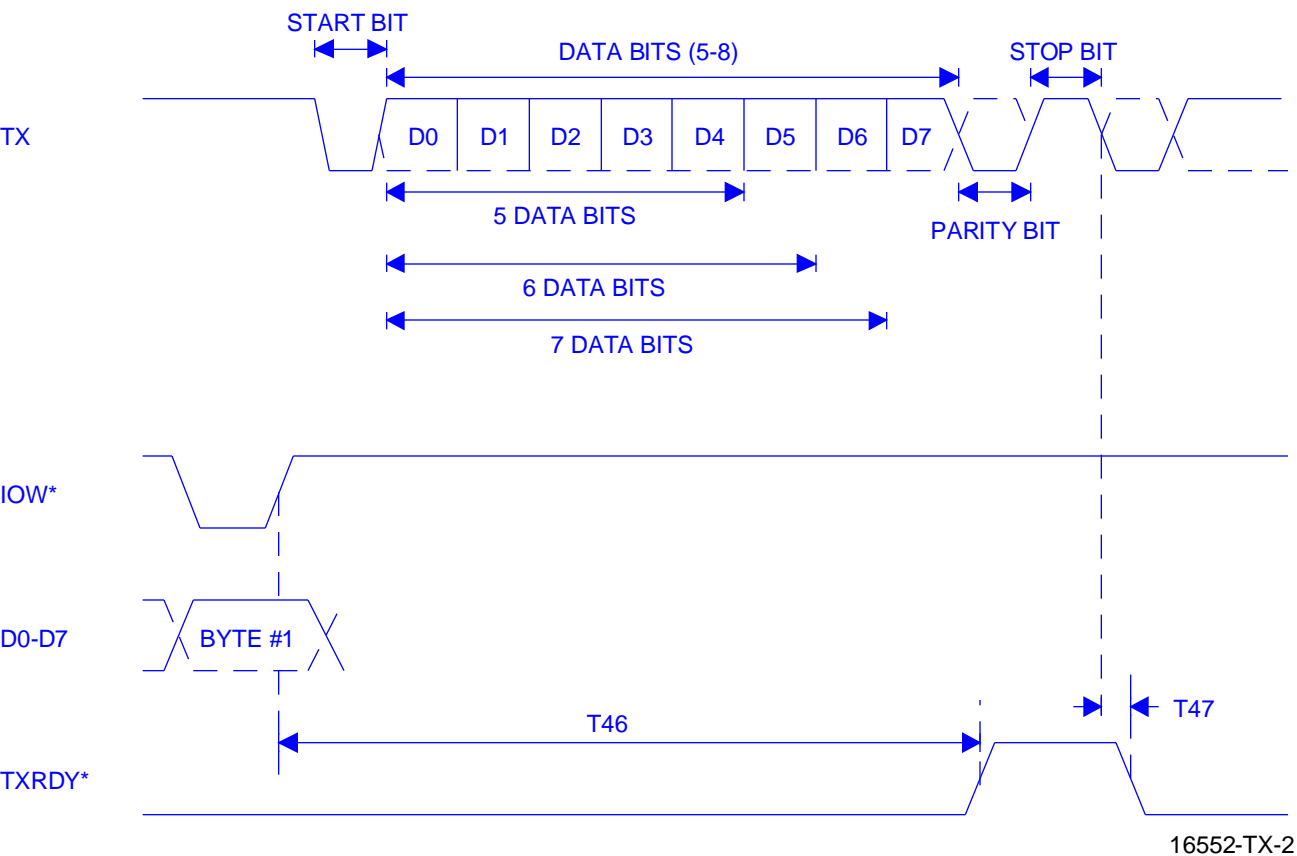 START BIT
DATA BITS (5-8)
STOP BIT
TX
D0 D1 D2 D3 D4 D5 D6 D7
5 DATA BITS
PARITY BIT
6 DATA BITS
7 DATA BITS
IOW*
D0-D7
BYTE #1
T46
T47
TXRDY*
16552-TX-2